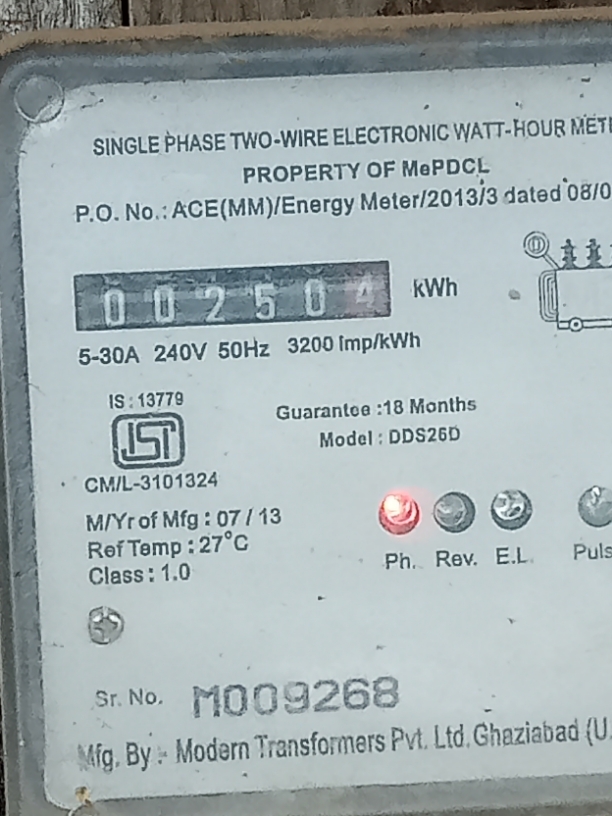 SINGLE PHASE TWO-WIRE ELECTRONIC WATT-HOUR METE
PROPERTY OF MePDCL
P.O. No.: ACE(MM)/Energy Meter/2013/3 dated 08/0
002504 kWh
5-30A 240V 50Hz 3200 imp/kWh
IS : 13779
ISI
CM/L-3101324
Guarantee :18 Months
Model : DDS26D
M/Yr of Mfg : 07 / 13
Ref Temp : 27°C
Class : 1.0
Ph. Rev. E.L. Puls
Sr. No. M009268
Mfg. By :- Modern Transformers Pvt. Ltd. Ghaziabad (U.